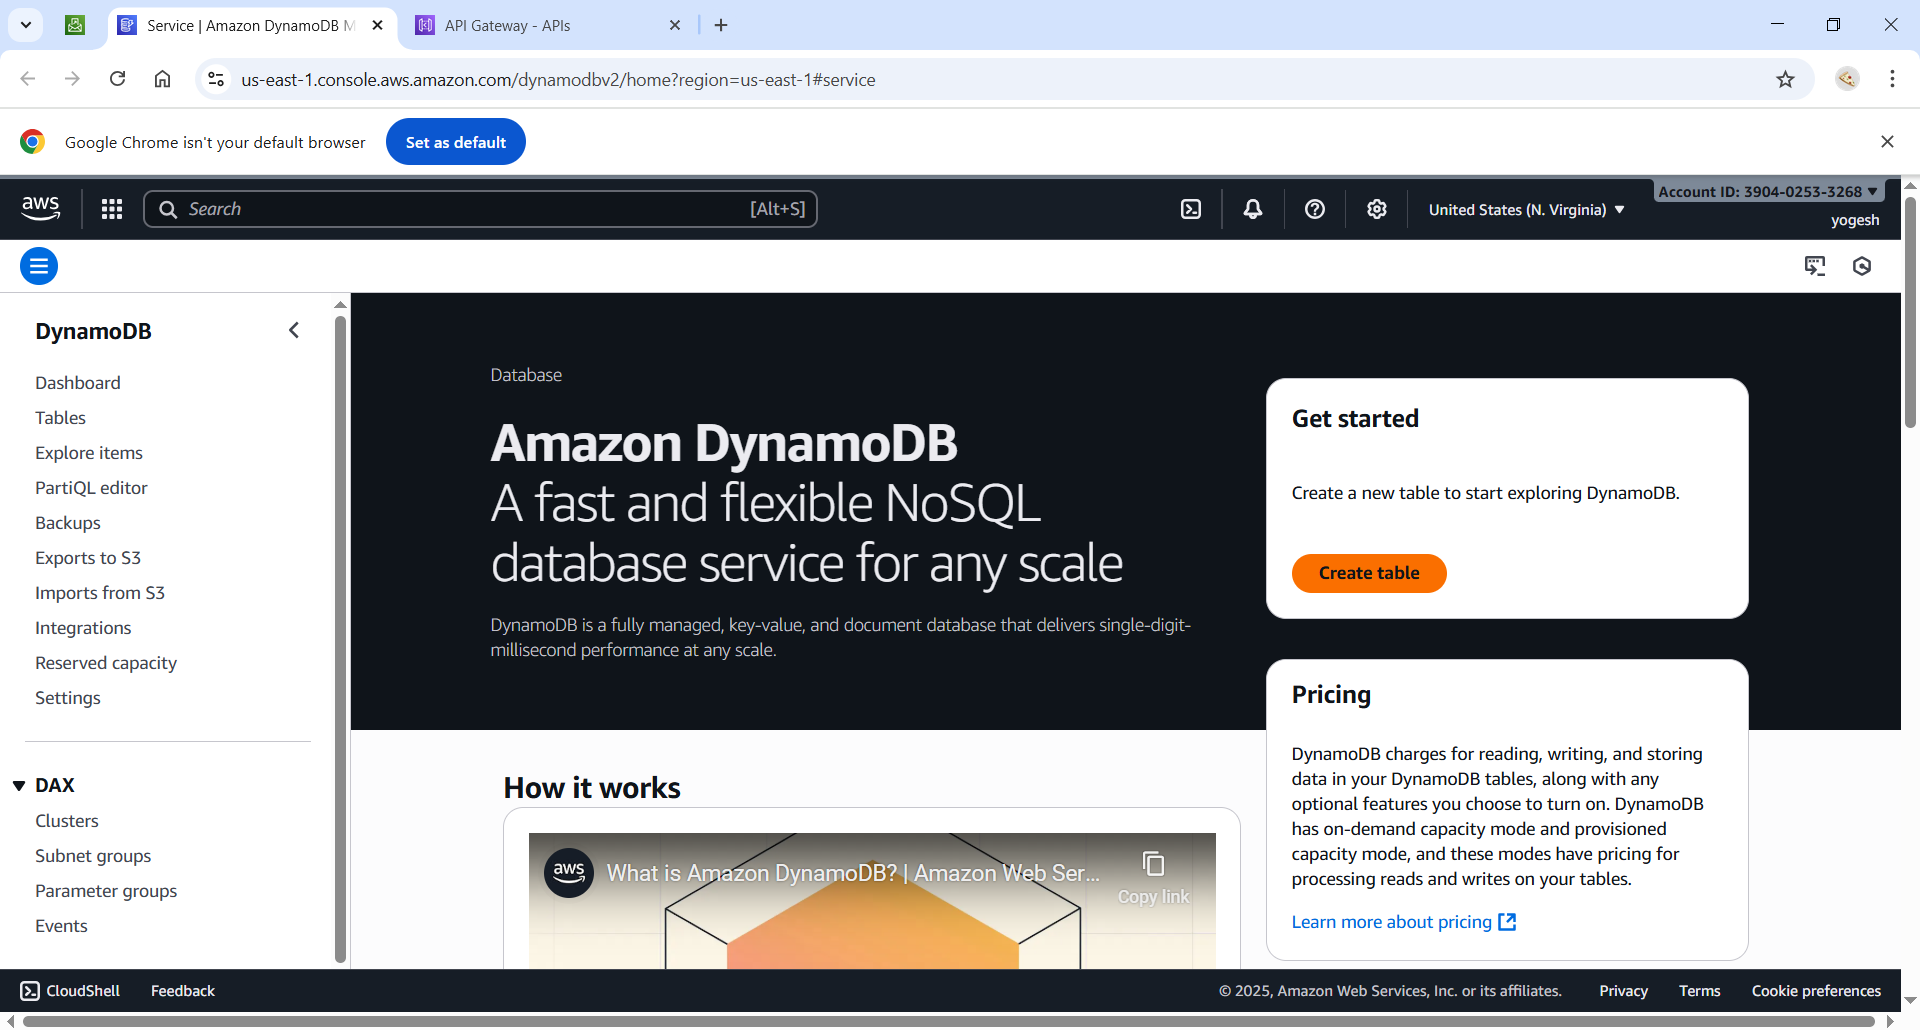 Service | Amazon DynamoDB M
API Gateway - APIs
us-east-1.console.aws.amazon.com/dynamodbv2/home?region=us-east-1#service
Google Chrome isn't your default browser
Set as default
aws
Search
[Alt+S]
United States (N. Virginia)
Account ID: 3904-0253-3268
yogesh
DynamoDB
Dashboard
Tables
Explore items
PartiQL editor
Backups
Exports to S3
Imports from S3
Integrations
Reserved capacity
Settings
DAX
Clusters
Subnet groups
Parameter groups
Events
Database
Amazon DynamoDB
A fast and flexible NoSQL
database service for any scale
DynamoDB is a fully managed, key-value, and document database that delivers single-digit-
millisecond performance at any scale.
Get started
Create a new table to start exploring DynamoDB.
Create table
Pricing
DynamoDB charges for reading, writing, and storing
data in your DynamoDB tables, along with any
optional features you choose to turn on. DynamoDB
has on-demand capacity mode and provisioned
capacity mode, and these modes have pricing for
processing reads and writes on your tables.
Learn more about pricing
How it works
aws
What is Amazon DynamoDB? | Amazon Web Ser...
Copy link
CloudShell
Feedback
© 2025, Amazon Web Services, Inc. or its affiliates.
Privacy
Terms
Cookie preferences